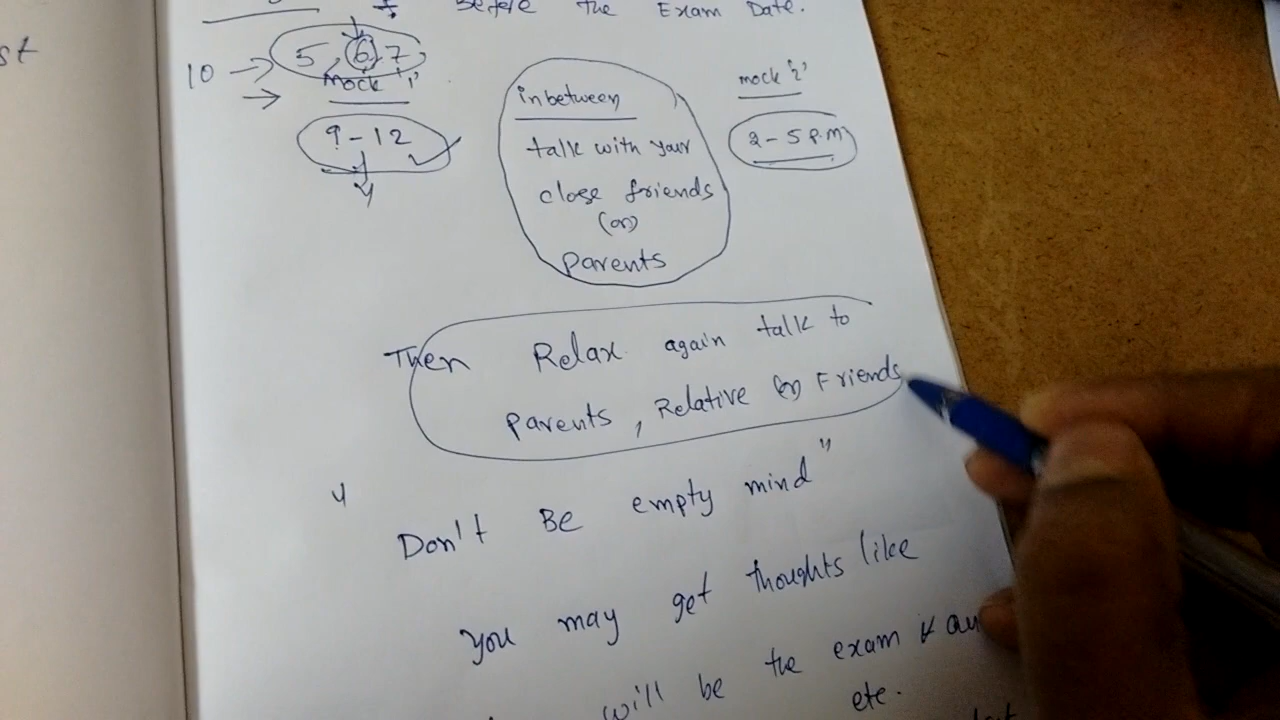 st
Before the Exam Date.
10 → 5, 6, 7,
→ mock '1'
9-12
inbetween
talk with your
close friends
(or)
parents
mock '2'
2-5 P.M
Then Relax again talk to
parents, Relative (or) Friends
" Don't Be empty mind "
you may get thoughts like
will be the exam &
etc.